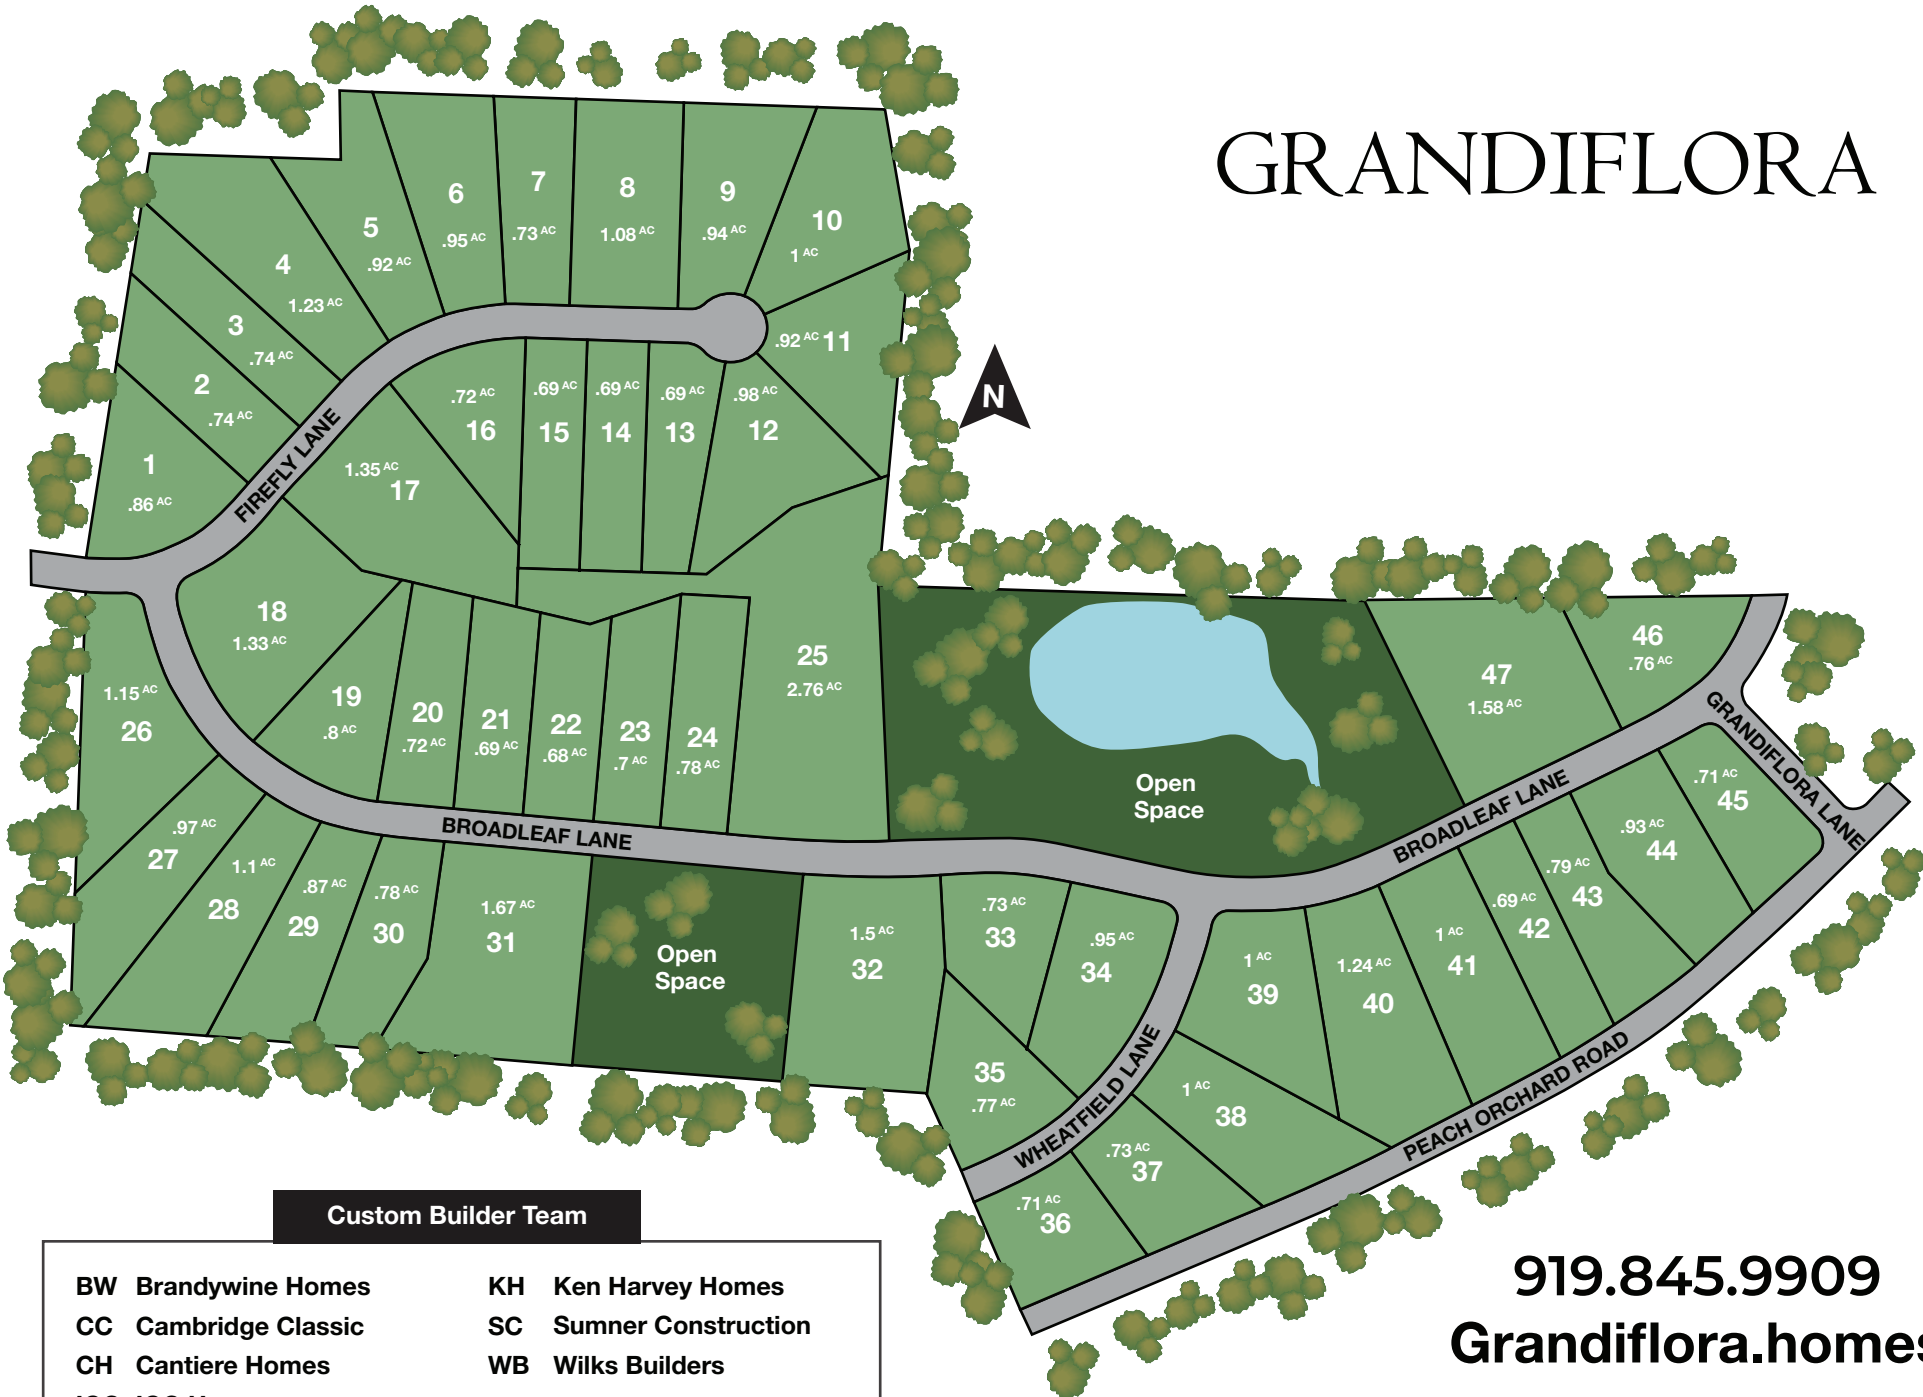 GRANDIFLORA
6
.95 AC
7
.73 AC
8
1.08 AC
9
.94 AC
10
1 AC
5
.92 AC
4
1.23 AC
3
.74 AC
2
.74 AC
1
.86 AC
.92 AC 11
.98 AC
12
.69 AC
13
.69 AC
14
.69 AC
15
.72 AC
16
1.35 AC
17
FIREFLY LANE
N
18
1.33 AC
19
.8 AC
20
.72 AC
21
.69 AC
22
.68 AC
23
.7 AC
24
.78 AC
25
2.76 AC
1.15 AC
26
.97 AC
27
1.1 AC
28
.87 AC
29
.78 AC
30
1.67 AC
31
BROADLEAF LANE
Open
Space
Open
Space
47
1.58 AC
46
.76 AC
GRANDIFLORA LANE
BROADLEAF LANE
.71 AC
45
.93 AC
44
.79 AC
43
.69 AC
42
1 AC
41
1.24 AC
40
1 AC
39
1.5 AC
32
.73 AC
33
.95 AC
34
35
.77 AC
WHEATFIELD LANE
1 AC
38
.73 AC
37
.71 AC
36
PEACH ORCHARD ROAD
Custom Builder Team
BW Brandywine Homes
CC Cambridge Classic
CH Cantiere Homes
KH Ken Harvey Homes
SC Sumner Construction
WB Wilks Builders
919.845.9909
Grandiflora.homes